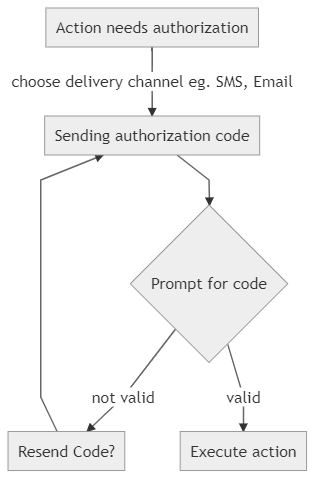 Action needs authorization
choose delivery channel eg. SMS, Email
Sending authorization code
Prompt for code
not valid
valid
Resend Code?
Execute action